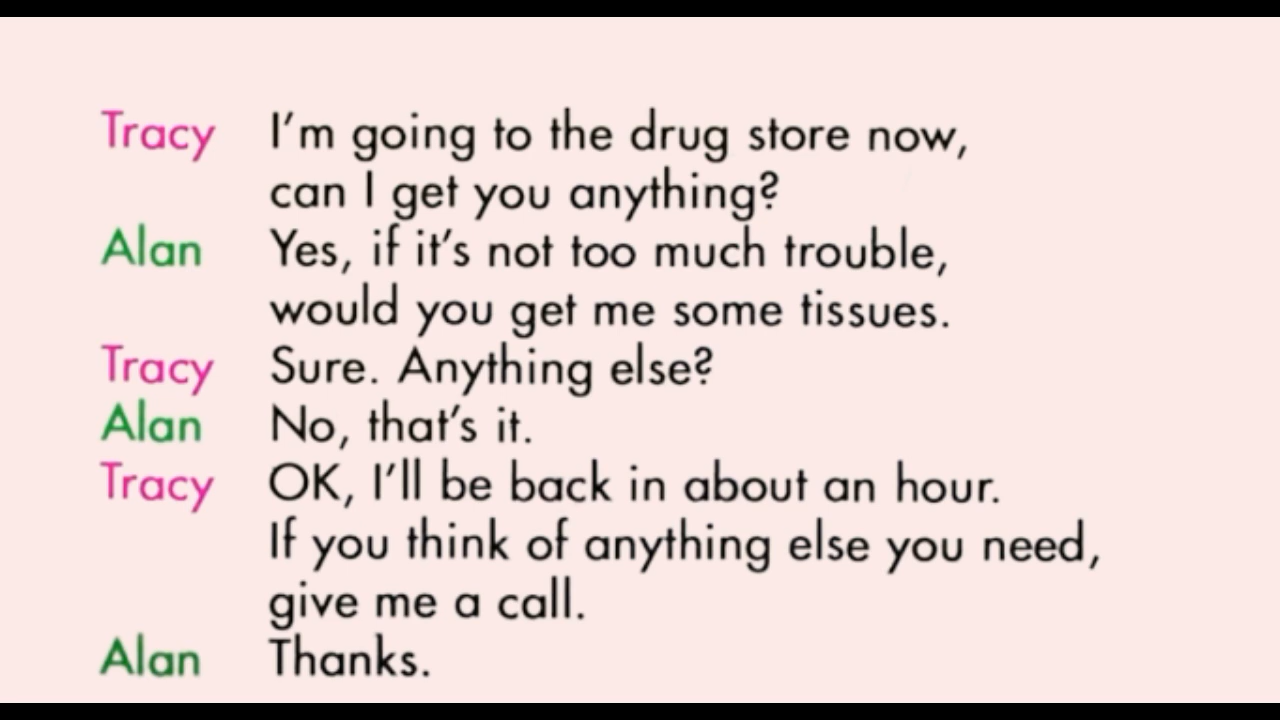 Tracy I'm going to the drug store now,
can I get you anything?
Alan Yes, if it's not too much trouble,
would you get me some tissues.
Tracy Sure. Anything else?
Alan No, that's it.
Tracy OK, I'll be back in about an hour.
If you think of anything else you need,
give me a call.
Alan Thanks.